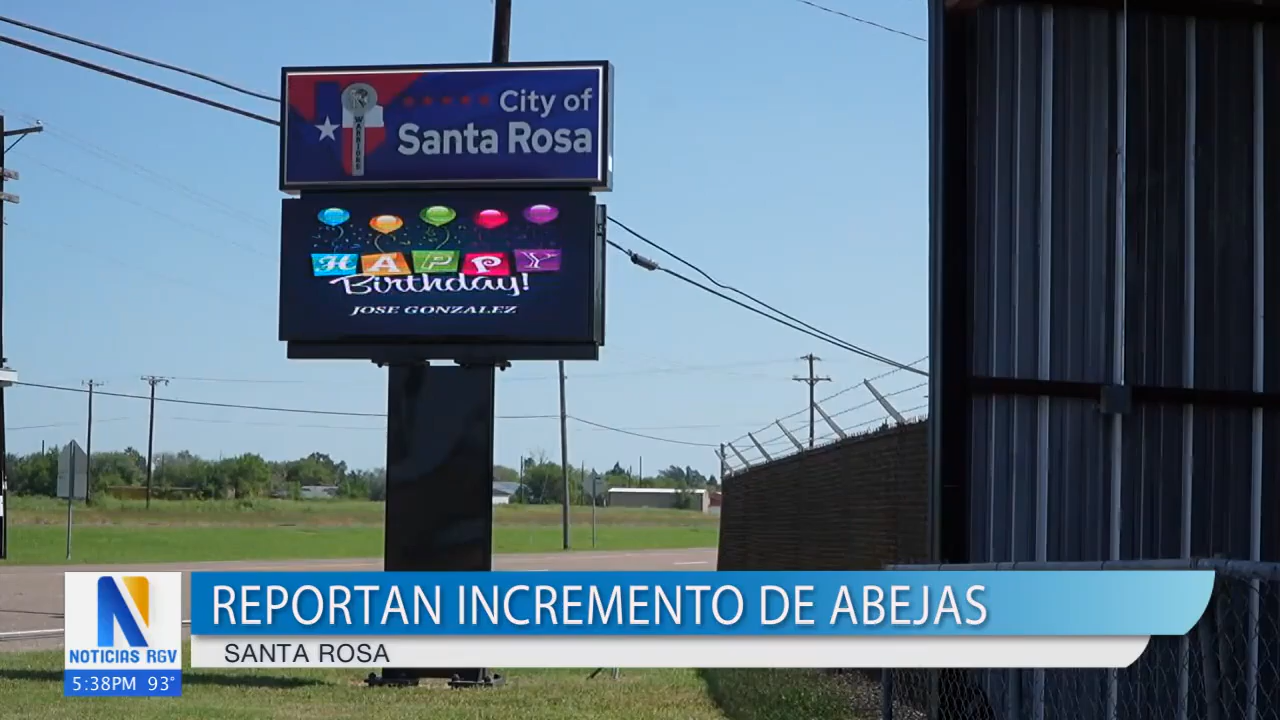 City of
Santa Rosa
WARRIORS
HAPPY
Birthday!
JOSE GONZALEZ
REPORTAN INCREMENTO DE ABEJAS
SANTA ROSA
NOTICIAS RGV
5:38PM 93°